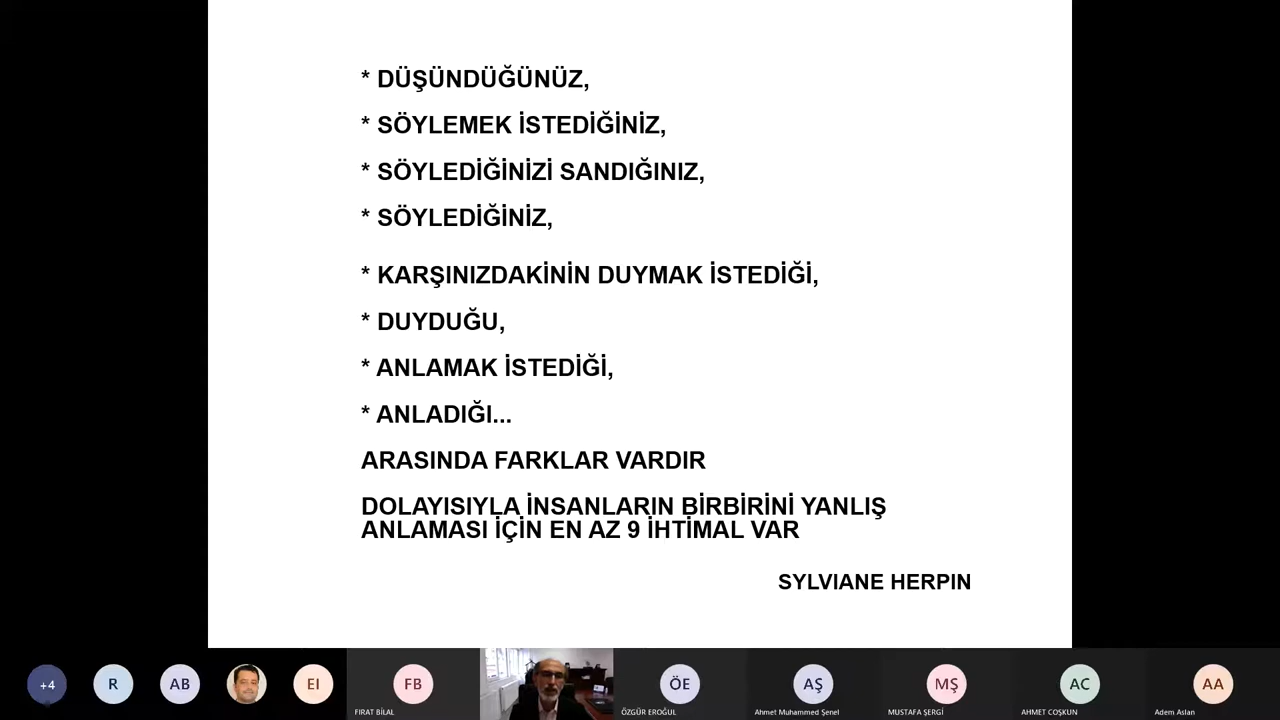 * DÜŞÜNDÜĞÜNÜZ,
* SÖYLEMEK İSTEDİĞİNİZ,
* SÖYLEDİĞİNİZİ SANDIĞINIZ,
* SÖYLEDİĞİNİZ,
* KARŞINIZDAKİNİN DUYMAK İSTEDİĞİ,
* DUYDUĞU,
* ANLAMAK İSTEDİĞİ,
* ANLADIĞI...
ARASINDA FARKLAR VARDIR
DOLAYISIYLA İNSANLARIN BİRBİRİNİ YANLIŞ
ANLAMASI İÇİN EN AZ 9 İHTİMAL VAR
SYLVIANE HERPIN
+4 R AB EI FB ÖE AŞ MŞ AC AA
FIRAT BİLAL ÖZGÜR EROĞUL Ahmet Muhammed Şenel MUSTAFA ŞERGİ AHMET COŞKUN Adem Aslan